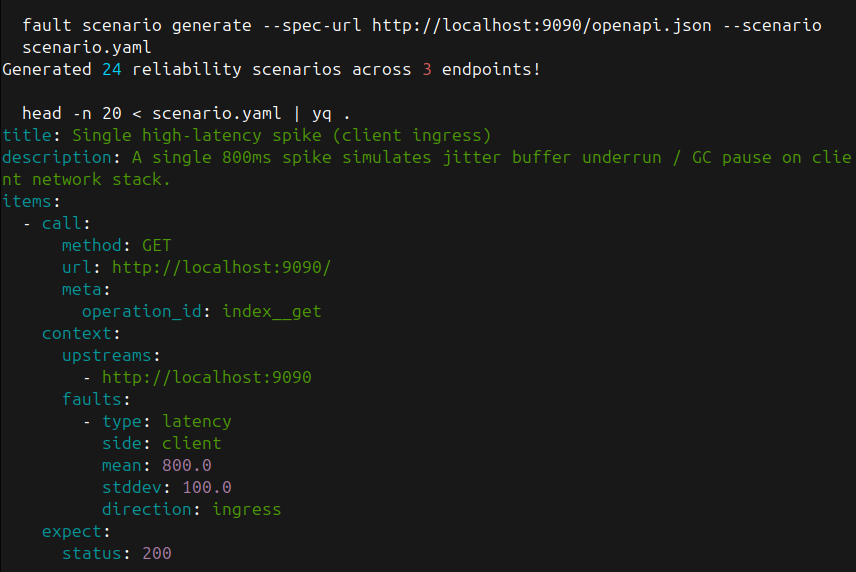 fault scenario generate --spec-url http://localhost:9090/openapi.json --scenario
scenario.yaml
Generated 24 reliability scenarios across 3 endpoints!
head -n 20 < scenario.yaml | yq .
title: Single high-latency spike (client ingress)
description: A single 800ms spike simulates jitter buffer underrun / GC pause on clie
nt network stack.
items:
  - call:
      method: GET
      url: http://localhost:9090/
      meta:
        operation_id: index__get
    context:
      upstreams:
        - http://localhost:9090
      faults:
        - type: latency
          side: client
          mean: 800.0
          stddev: 100.0
          direction: ingress
    expect:
      status: 200